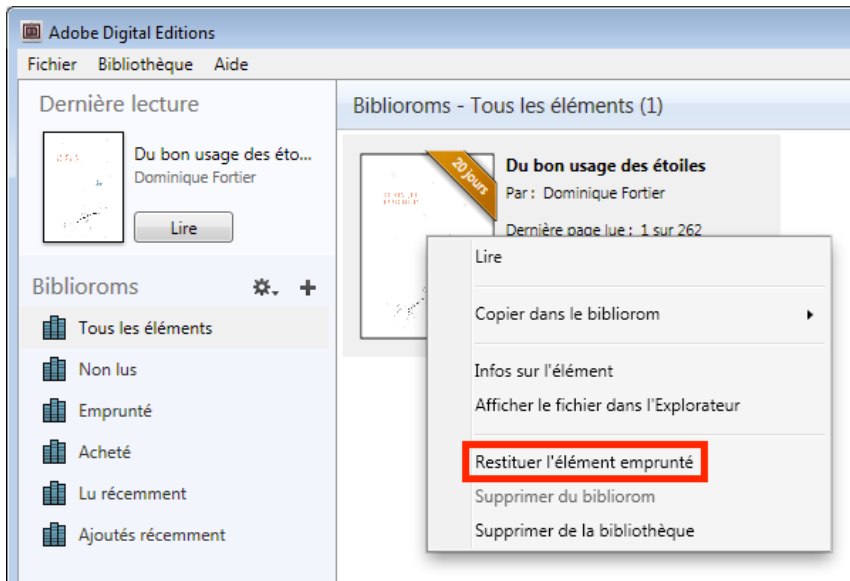 Adobe Digital Editions
Fichier Bibliothèque Aide
Dernière lecture
Du bon usage des éto...
Dominique Fortier
Lire
Biblioroms
Tous les éléments
Non lus
Emprunté
Acheté
Lu récemment
Ajoutés récemment
Biblioroms - Tous les éléments (1)
20 jours
Du bon usage des étoiles
Par : Dominique Fortier
Dernière page lue : 1 sur 262
Lire
Copier dans le bibliorom
Infos sur l'élément
Afficher le fichier dans l'Explorateur
Restituer l'élément emprunté
Supprimer du bibliorom
Supprimer de la bibliothèque